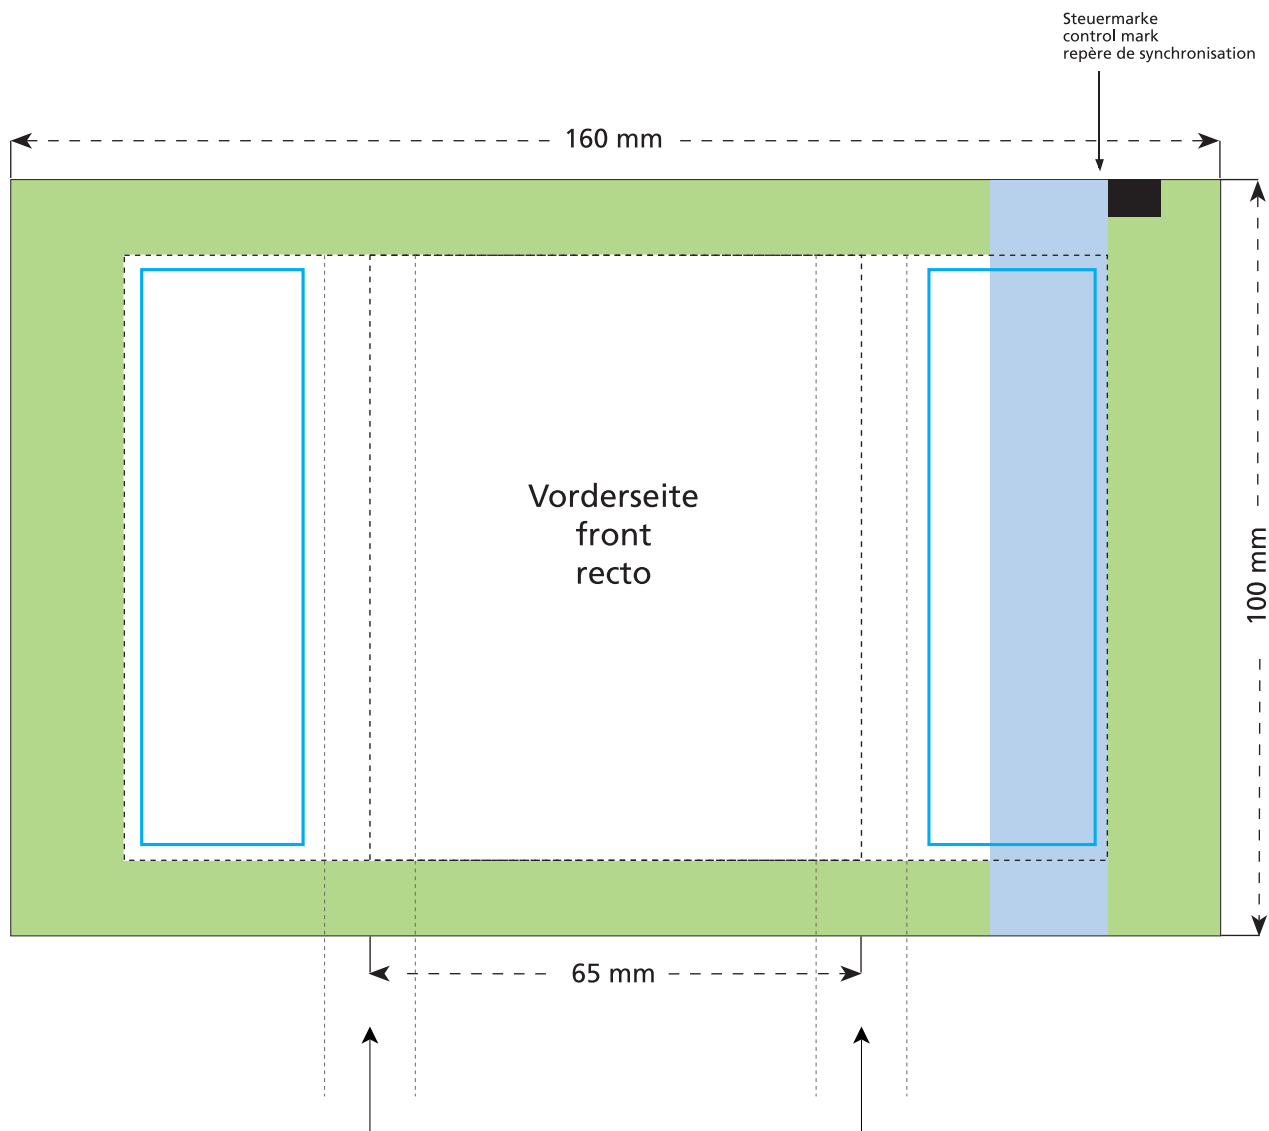 Steuermarke
control mark
repère de synchronisation
160 mm
Vorderseite
front
recto
100 mm
65 mm